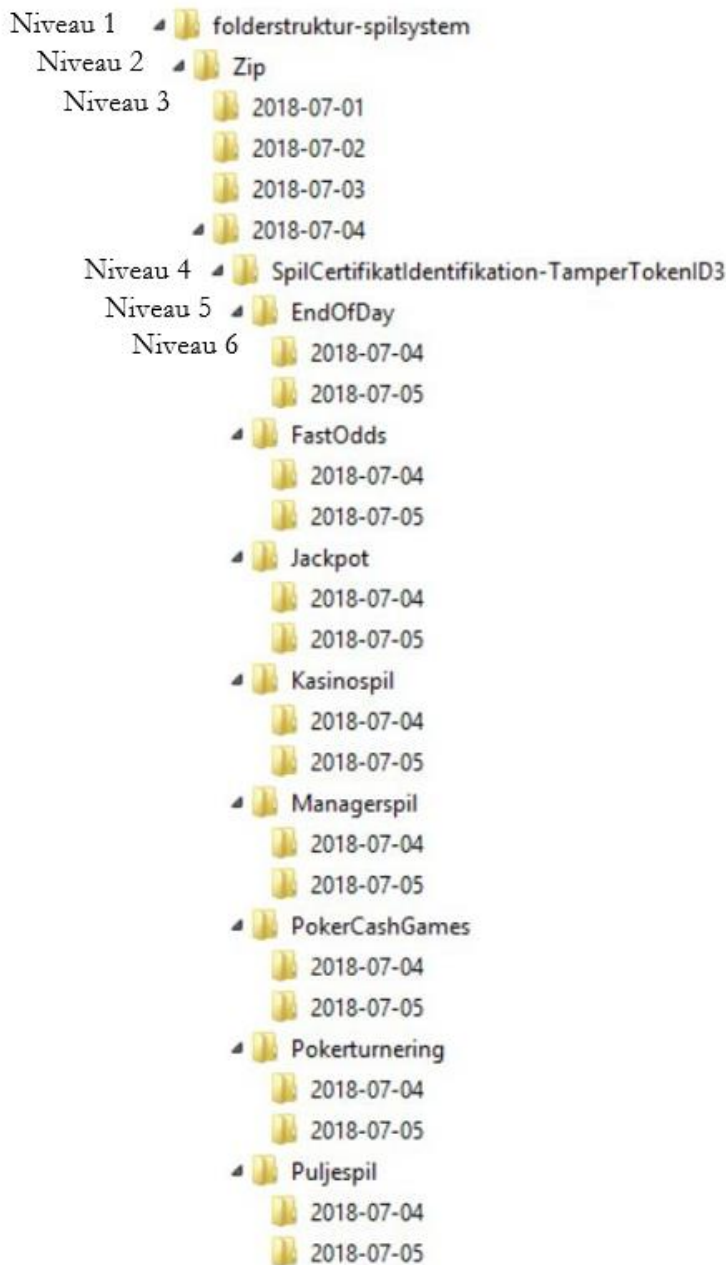 Niveau 1 folderstruktur-spilsystem
Niveau 2 Zip
Niveau 3 2018-07-01
2018-07-02
2018-07-03
2018-07-04
Niveau 4 SpilCertifikatIdentifikation-TamperTokenID3
Niveau 5 EndOfDay
Niveau 6 2018-07-04
2018-07-05
FastOdds
2018-07-04
2018-07-05
Jackpot
2018-07-04
2018-07-05
Kasinospil
2018-07-04
2018-07-05
Managerspil
2018-07-04
2018-07-05
PokerCashGames
2018-07-04
2018-07-05
Pokerturnering
2018-07-04
2018-07-05
Puljespil
2018-07-04
2018-07-05